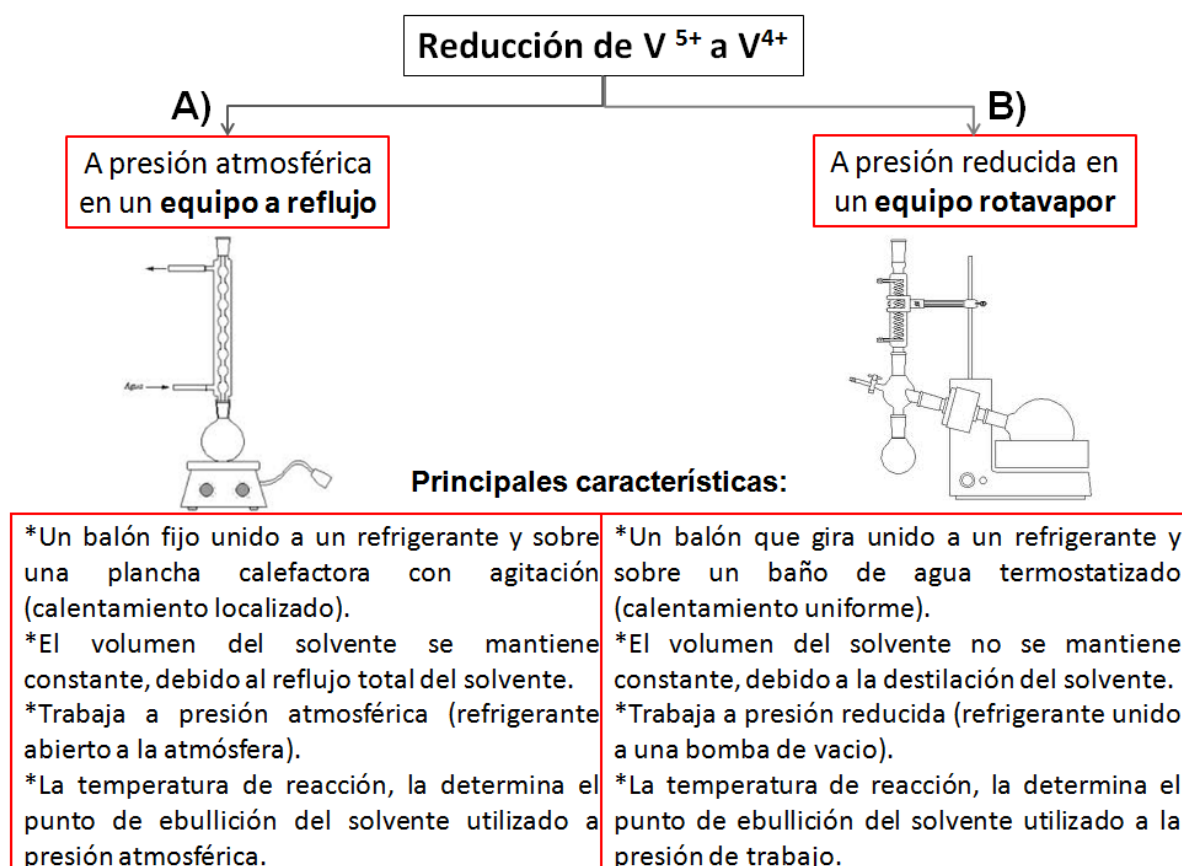 Reducción de V 5+ a V4+
A)
B)
A presión atmosférica
en un equipo a reflujo
A presión reducida en
un equipo rotavapor
Agua
Principales características:
*Un balón fijo unido a un refrigerante y sobre
una plancha calefactora con agitación
(calentamiento localizado).
*El volumen del solvente se mantiene
constante, debido al reflujo total del solvente.
*Trabaja a presión atmosférica (refrigerante
abierto a la atmósfera).
*La temperatura de reacción, la determina el
punto de ebullición del solvente utilizado a
presión atmosférica.
*Un balón que gira unido a un refrigerante y
sobre un baño de agua termostatizado
(calentamiento uniforme).
*El volumen del solvente no se mantiene
constante, debido a la destilación del solvente.
*Trabaja a presión reducida (refrigerante unido
a una bomba de vacio).
*La temperatura de reacción, la determina el
punto de ebullición del solvente utilizado a la
presión de trabajo.